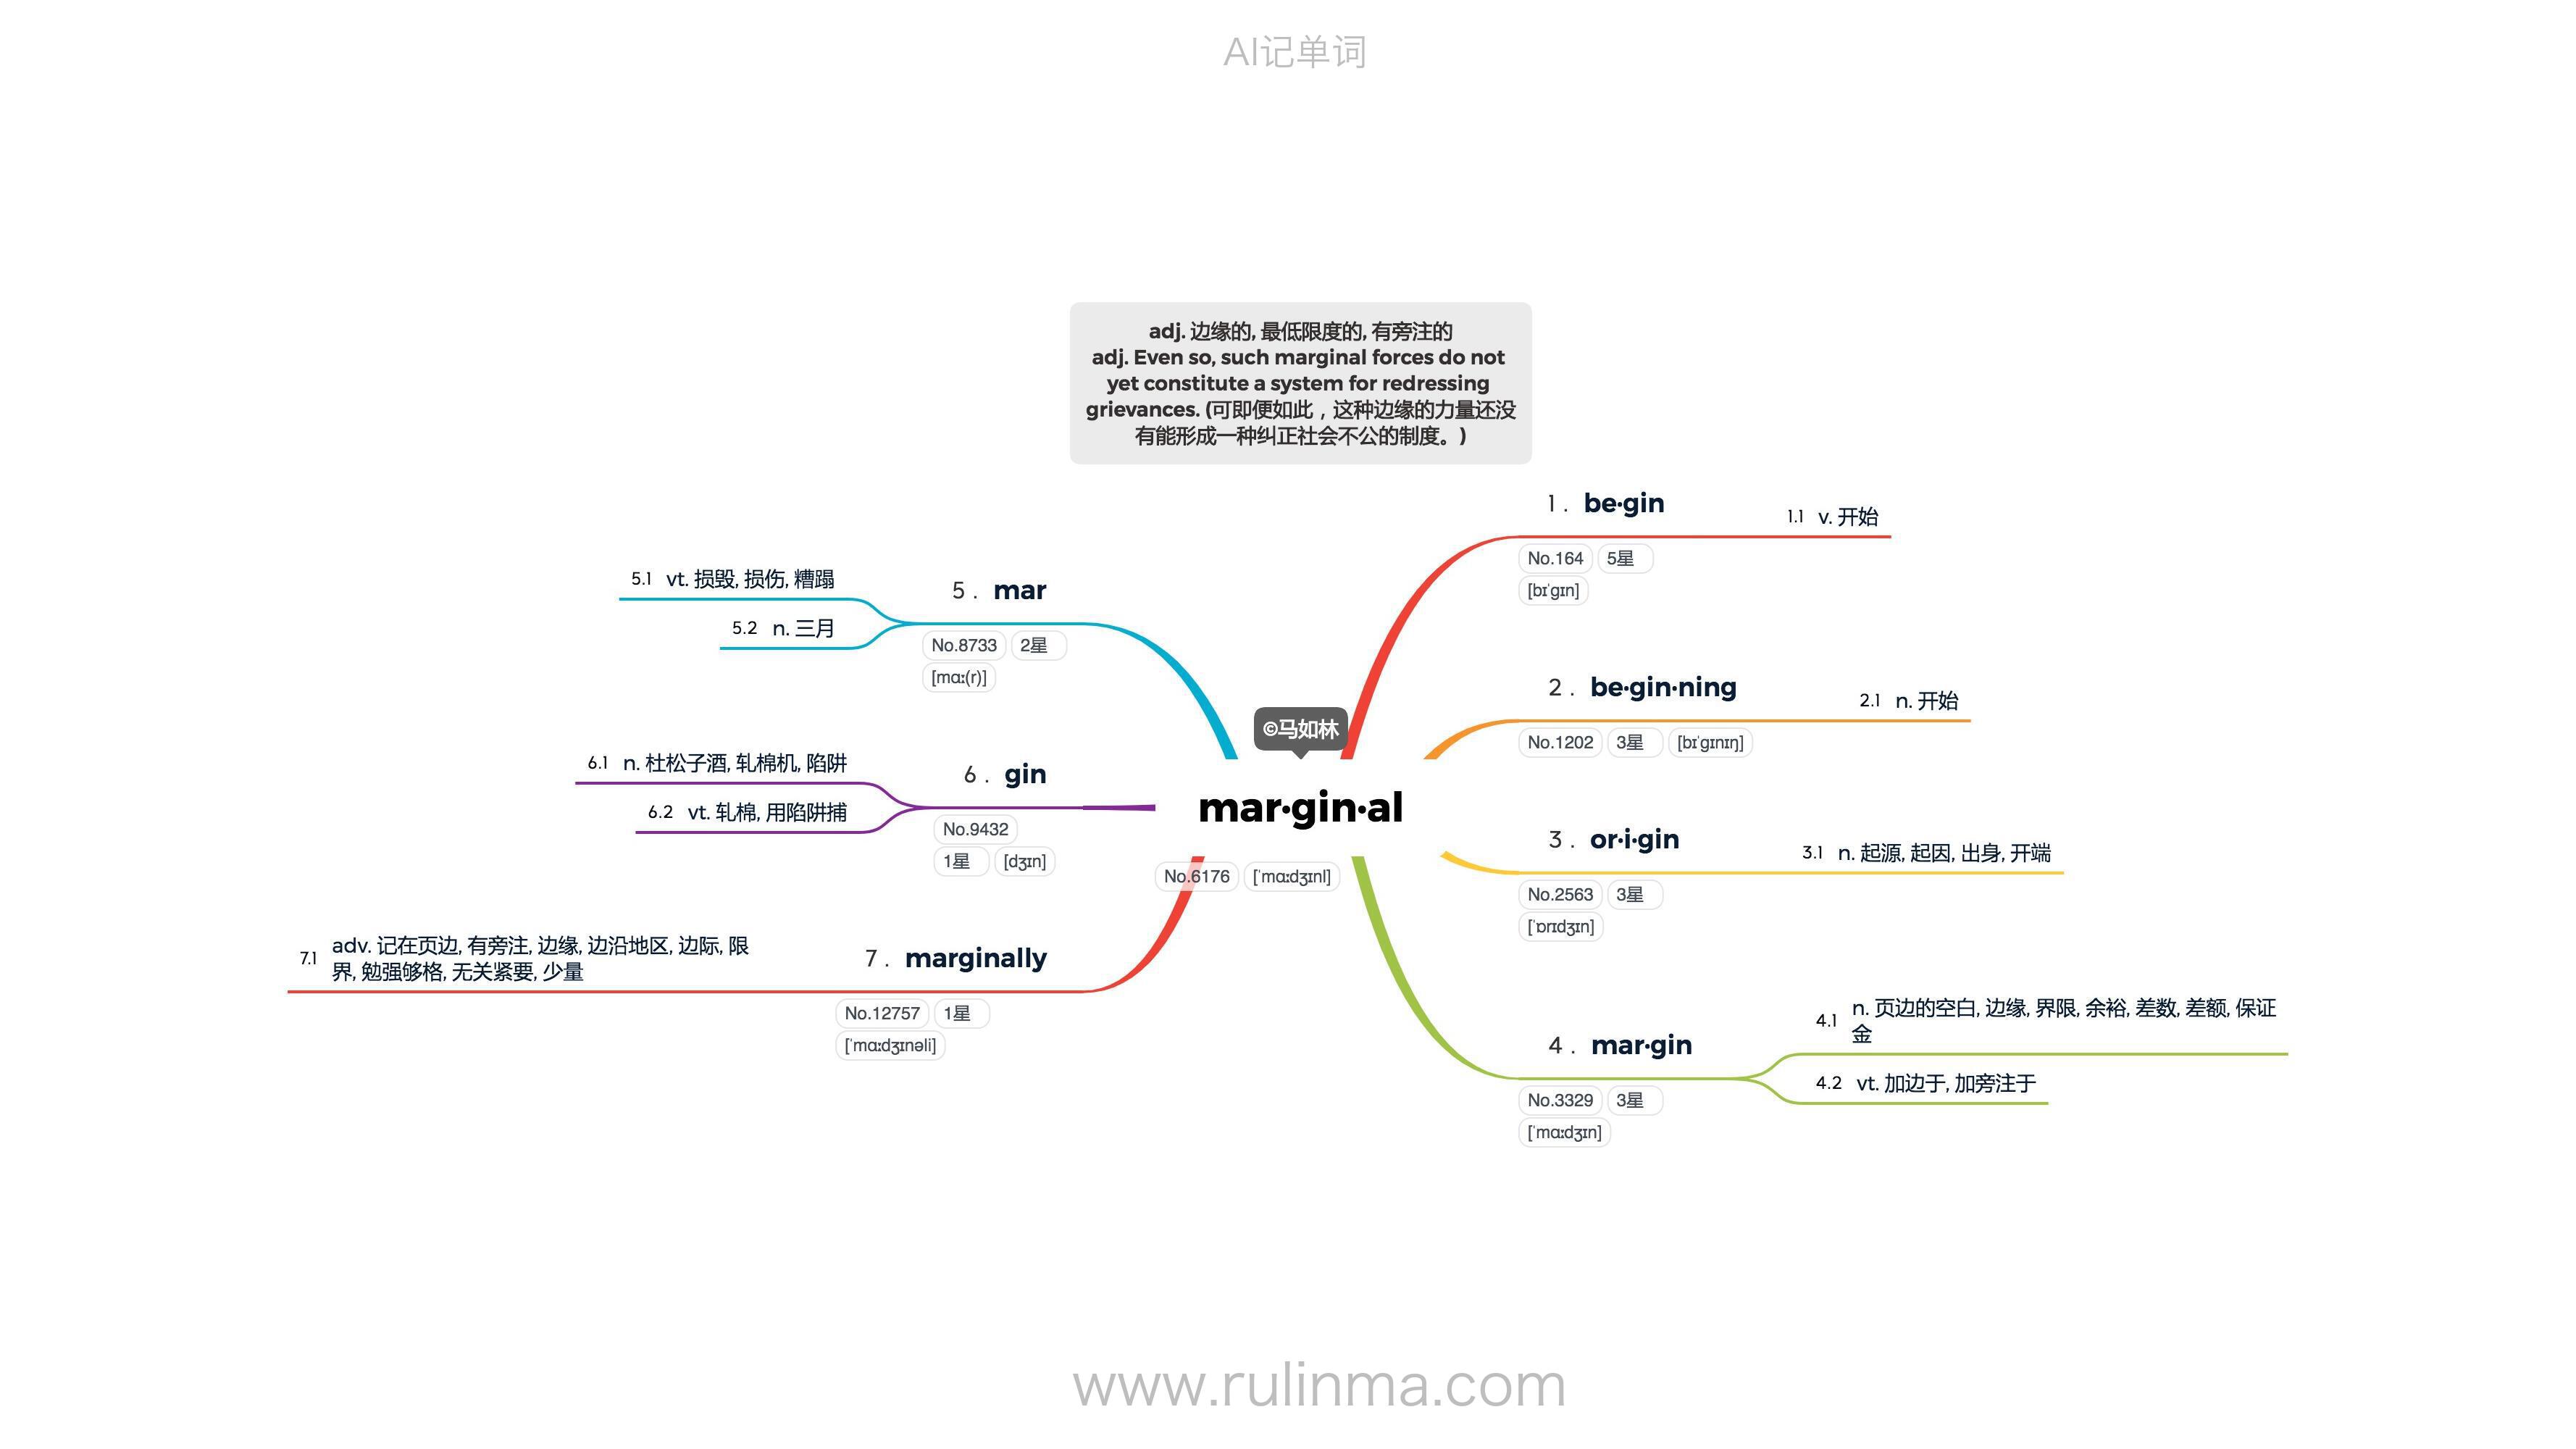 AI记单词
adj. 边缘的, 最低限度的, 有旁注的
adj. Even so, such marginal forces do not
yet constitute a system for redressing
grievances. (可即便如此，这种边缘的力量还没
有能形成一种纠正社会不公的制度。)
©马如林
mar·gin·al
No.6176 [ˈmɑːdʒɪnl]
1 . be·gin
No.164 5星
[bɪˈgɪn]
1.1 v. 开始
2 . be·gin·ning
No.1202 3星 [bɪˈgɪnɪŋ]
2.1 n. 开始
3 . or·i·gin
No.2563 3星
[ˈɒrɪdʒɪn]
3.1 n. 起源, 起因, 出身, 开端
4 . mar·gin
No.3329 3星
[ˈmɑːdʒɪn]
4.1 n. 页边的空白, 边缘, 界限, 余裕, 差数, 差额, 保证
金
4.2 vt. 加边于, 加旁注于
5 . mar
No.8733 2星
[mɑː(r)]
5.1 vt. 损毁, 损伤, 糟蹋
5.2 n. 三月
6 . gin
No.9432
1星 [dʒɪn]
6.1 n. 杜松子酒, 轧棉机, 陷阱
6.2 vt. 轧棉, 用陷阱捕
7 . marginally
No.12757 1星
[ˈmɑːdʒɪnəli]
7.1 adv. 记在页边, 有旁注, 边缘, 边沿地区, 边际, 限
界, 勉强够格, 无关紧要, 少量
www.rulinma.com